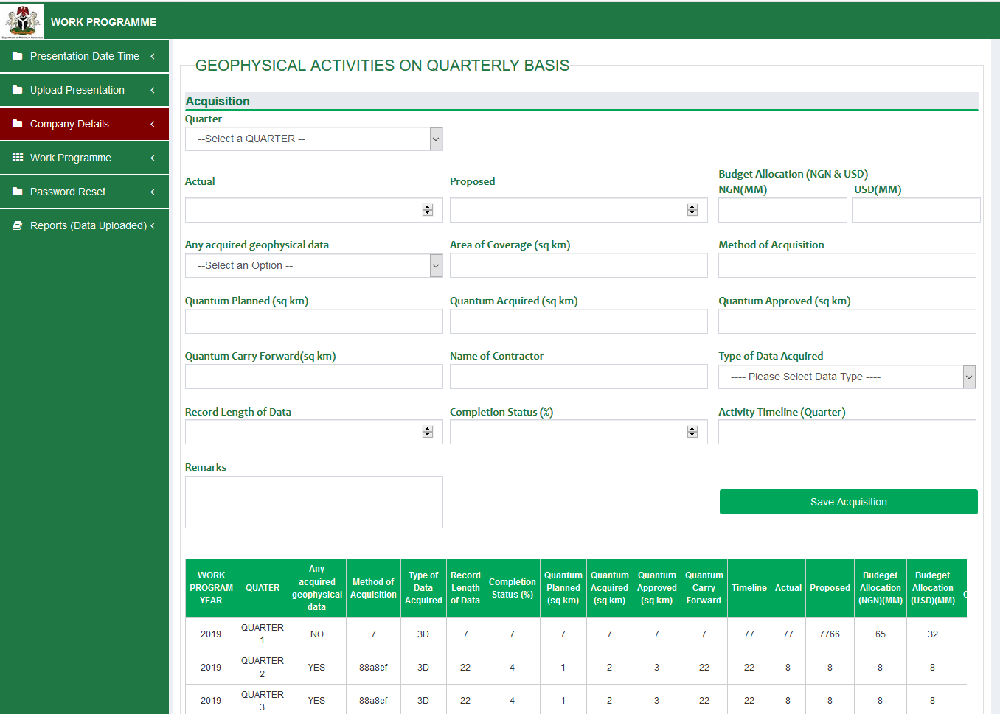 WORK PROGRAMME
Department of Petroleum Resources
Presentation Date Time
Upload Presentation
Company Details
Work Programme
Password Reset
Reports (Data Uploaded)
GEOPHYSICAL ACTIVITIES ON QUARTERLY BASIS
Acquisition
Quarter
--Select a QUARTER --
Actual
Proposed
Budget Allocation (NGN & USD)
NGN(MM) USD(MM)
Any acquired geophysical data
Area of Coverage (sq km)
Method of Acquisition
--Select an Option --
Quantum Planned (sq km)
Quantum Acquired (sq km)
Quantum Approved (sq km)
Quantum Carry Forward(sq km)
Name of Contractor
Type of Data Acquired
---- Please Select Data Type ----
Record Length of Data
Completion Status (%)
Activity Timeline (Quarter)
Remarks
Save Acquisition
WORK PROGRAM YEAR QUATER Any acquired geophysical data Method of Acquisition Type of Data Acquired Record Length of Data Completion Status (%) Quantum Planned (sq km) Quantum Acquired (sq km) Quantum Approved (sq km) Quantum Carry Forward Timeline Actual Proposed Budeget Allocation (NGN)(MM) Budeget Allocation (USD)(MM)
2019 QUARTER 1 NO 7 3D 7 7 7 7 7 7 77 77 7766 65 32
2019 QUARTER 2 YES 88a8ef 3D 22 4 1 2 3 22 22 8 8 8 8
2019 QUARTER 3 YES 88a8ef 3D 22 4 1 2 3 22 22 8 8 8 8